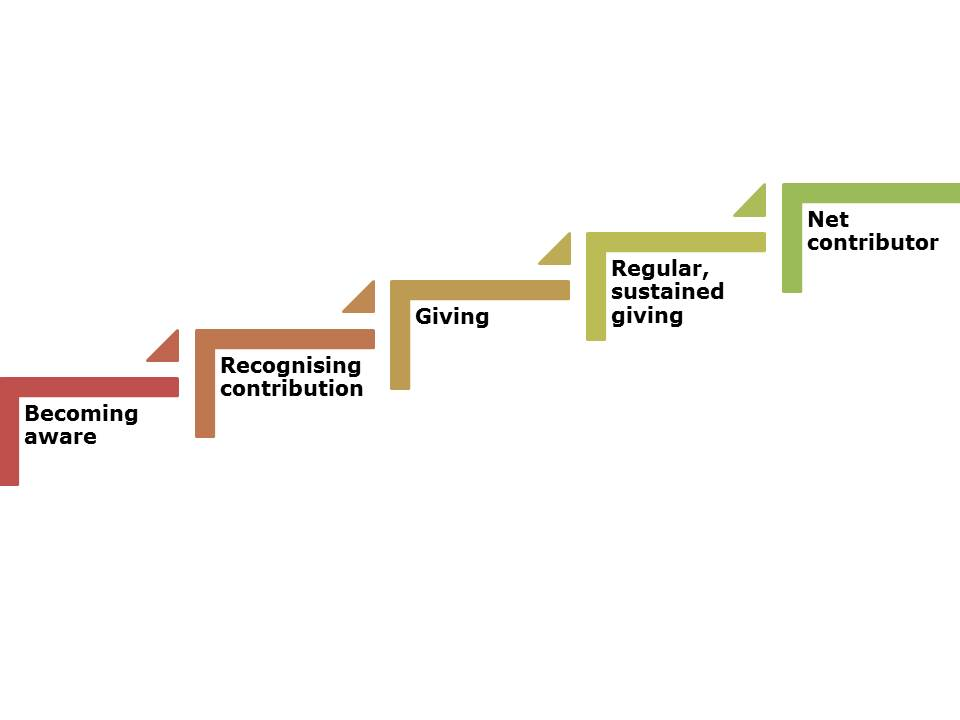 Becoming
aware
Recognising
contribution
Giving
Regular,
sustained
giving
Net
contributor